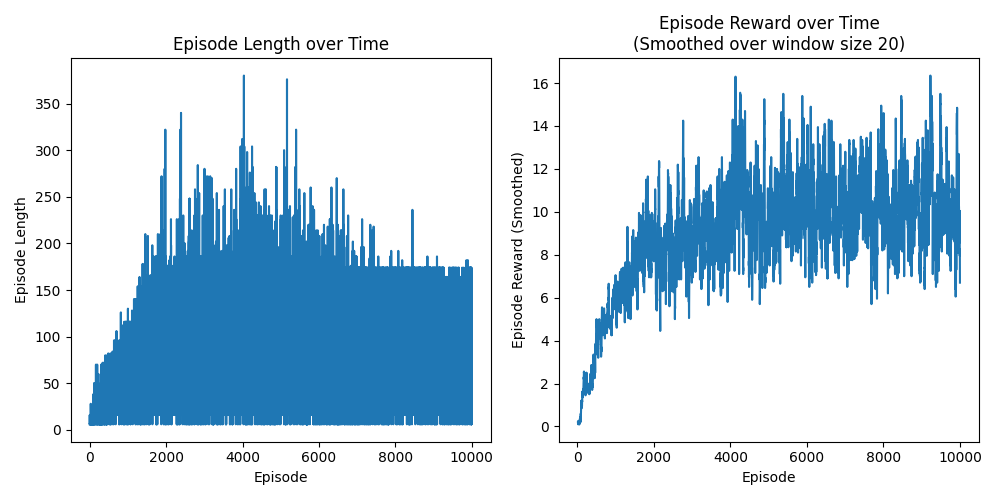 Episode Length over Time
Episode Length
350
300
250
200
150
100
50
0
0 2000 4000 6000 8000 10000
Episode
Episode Reward over Time
(Smoothed over window size 20)
Episode Reward (Smoothed)
16
14
12
10
8
6
4
2
0
0 2000 4000 6000 8000 10000
Episode